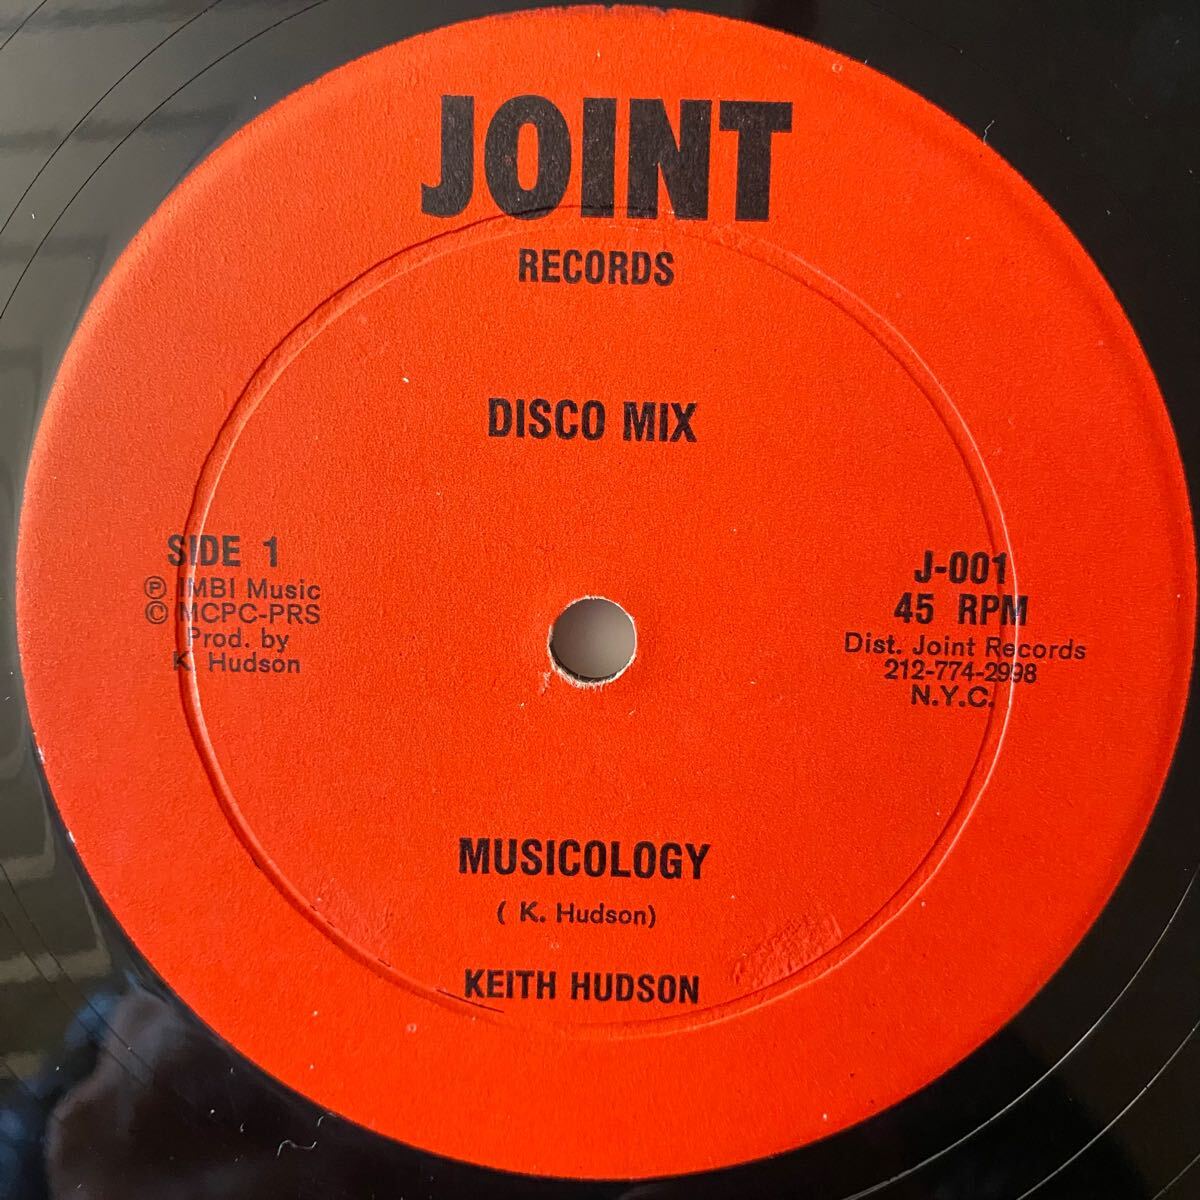 JOINT
RECORDS
DISCO MIX
SIDE 1
Ⓟ IMBI Music
© MCPC-PRS
Prod. by
K. Hudson
J-001
45 RPM
Dist. Joint Records
212-774-2998
N.Y.C.
MUSICOLOGY
( K. Hudson)
KEITH HUDSON